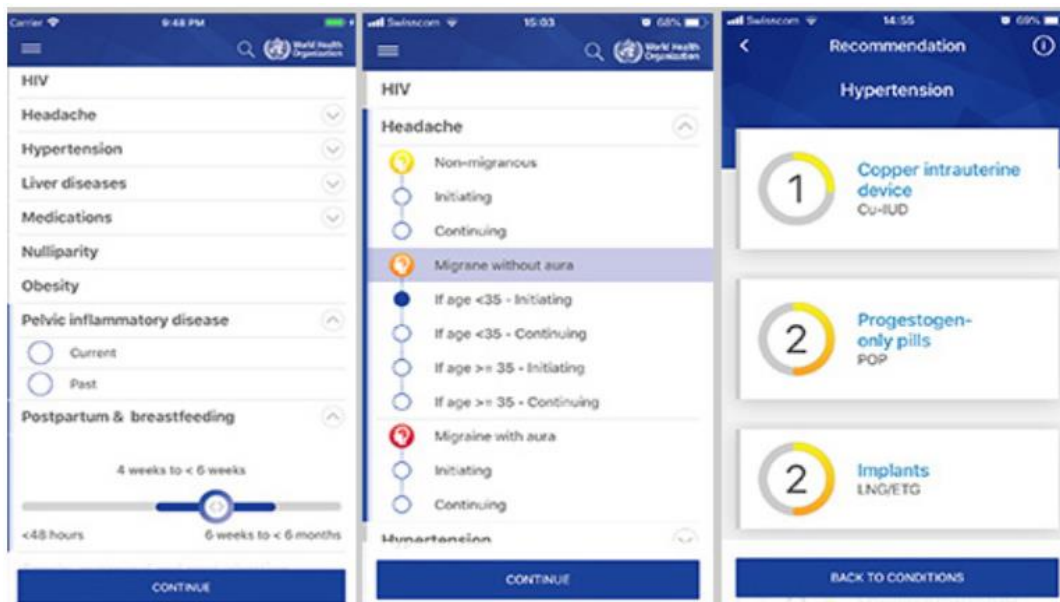 Carrier 9:48 PM
World Health
Organization
HIV
Headache
Hypertension
Liver diseases
Medications
Nulliparity
Obesity
Pelvic inflammatory disease
Current
Past
Postpartum & breastfeeding
4 weeks to < 6 weeks
<48 hours 6 weeks to < 6 months
CONTINUE
Swisscom 15:03 68%
World Health
Organization
HIV
Headache
Non-migranous
Initiating
Continuing
Migrane without aura
If age <35 - Initiating
If age <35 - Continuing
If age >= 35 - Initiating
If age >= 35 - Continuing
Migraine with aura
Initiating
Continuing
Hypertension
CONTINUE
Swisscom 14:55 69%
Recommendation
Hypertension
1
Copper intrauterine
device
Cu-IUD
2
Progestogen-
only pills
POP
2
Implants
LNG/ETG
BACK TO CONDITIONS